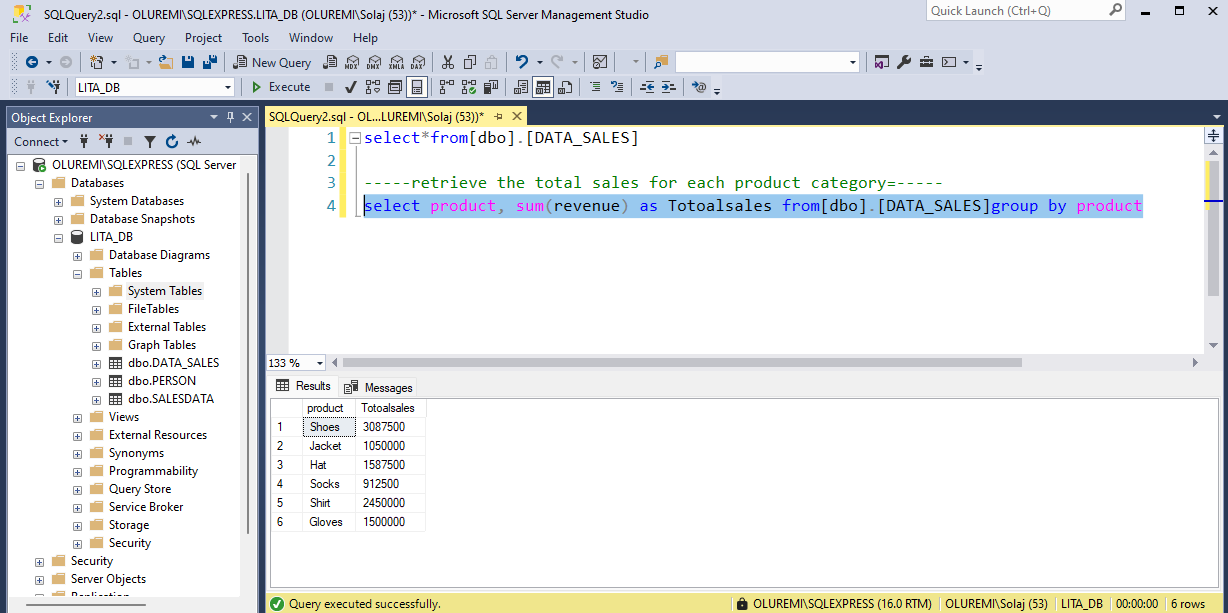 SQLQuery2.sql - OLUREMI\SQLEXPRESS.LITA_DB (OLUREMI\Solaj (53))* - Microsoft SQL Server Management Studio
Quick Launch (Ctrl+Q)
File Edit View Query Project Tools Window Help
New Query MDX DMX XMLA DAX
LITA_DB Execute
Object Explorer
SQLQuery2.sql - OL...LUREMI\Solaj (53))*
Connect
OLUREMI\SQLEXPRESS (SQL Server
Databases
System Databases
Database Snapshots
LITA_DB
Database Diagrams
Tables
System Tables
FileTables
External Tables
Graph Tables
dbo.DATA_SALES
dbo.PERSON
dbo.SALESDATA
Views
External Resources
Synonyms
Programmability
Query Store
Service Broker
Storage
Security
Security
Server Objects
Replication
1 select*from[dbo].[DATA_SALES]
2
3 -----retrieve the total sales for each product category=-----
4 select product, sum(revenue) as Totoalsales from[dbo].[DATA_SALES]group by product
133 %
Results Messages
product Totoalsales
1 Shoes 3087500
2 Jacket 1050000
3 Hat 1587500
4 Socks 912500
5 Shirt 2450000
6 Gloves 1500000
Query executed successfully. OLUREMI\SQLEXPRESS (16.0 RTM) OLUREMI\Solaj (53) LITA_DB 00:00:00 6 rows